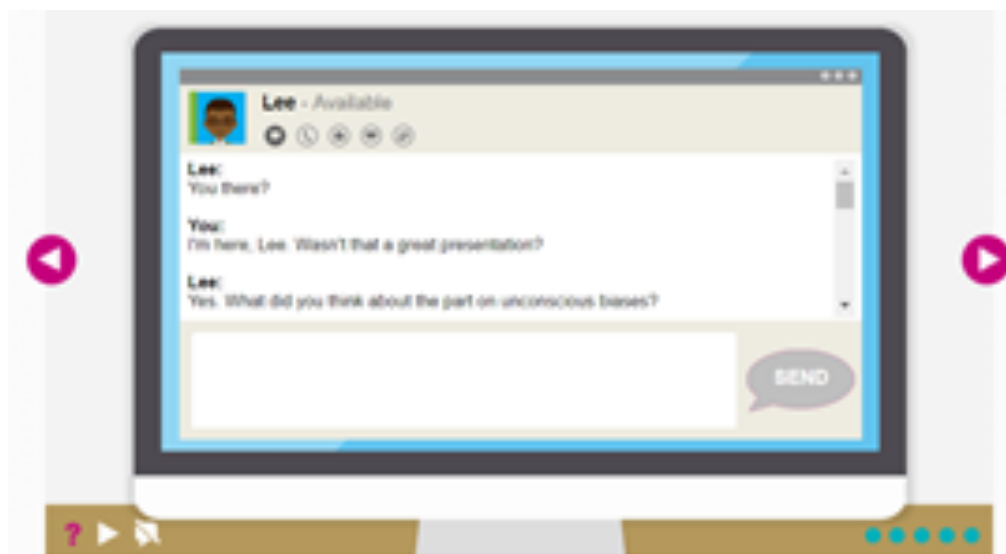 Lee - Available
Lee:
You there?
You:
I'm here, Lee. Wasn't that a great presentation?
Lee:
Yes. What did you think about the part on unconscious biases?
SEND
?